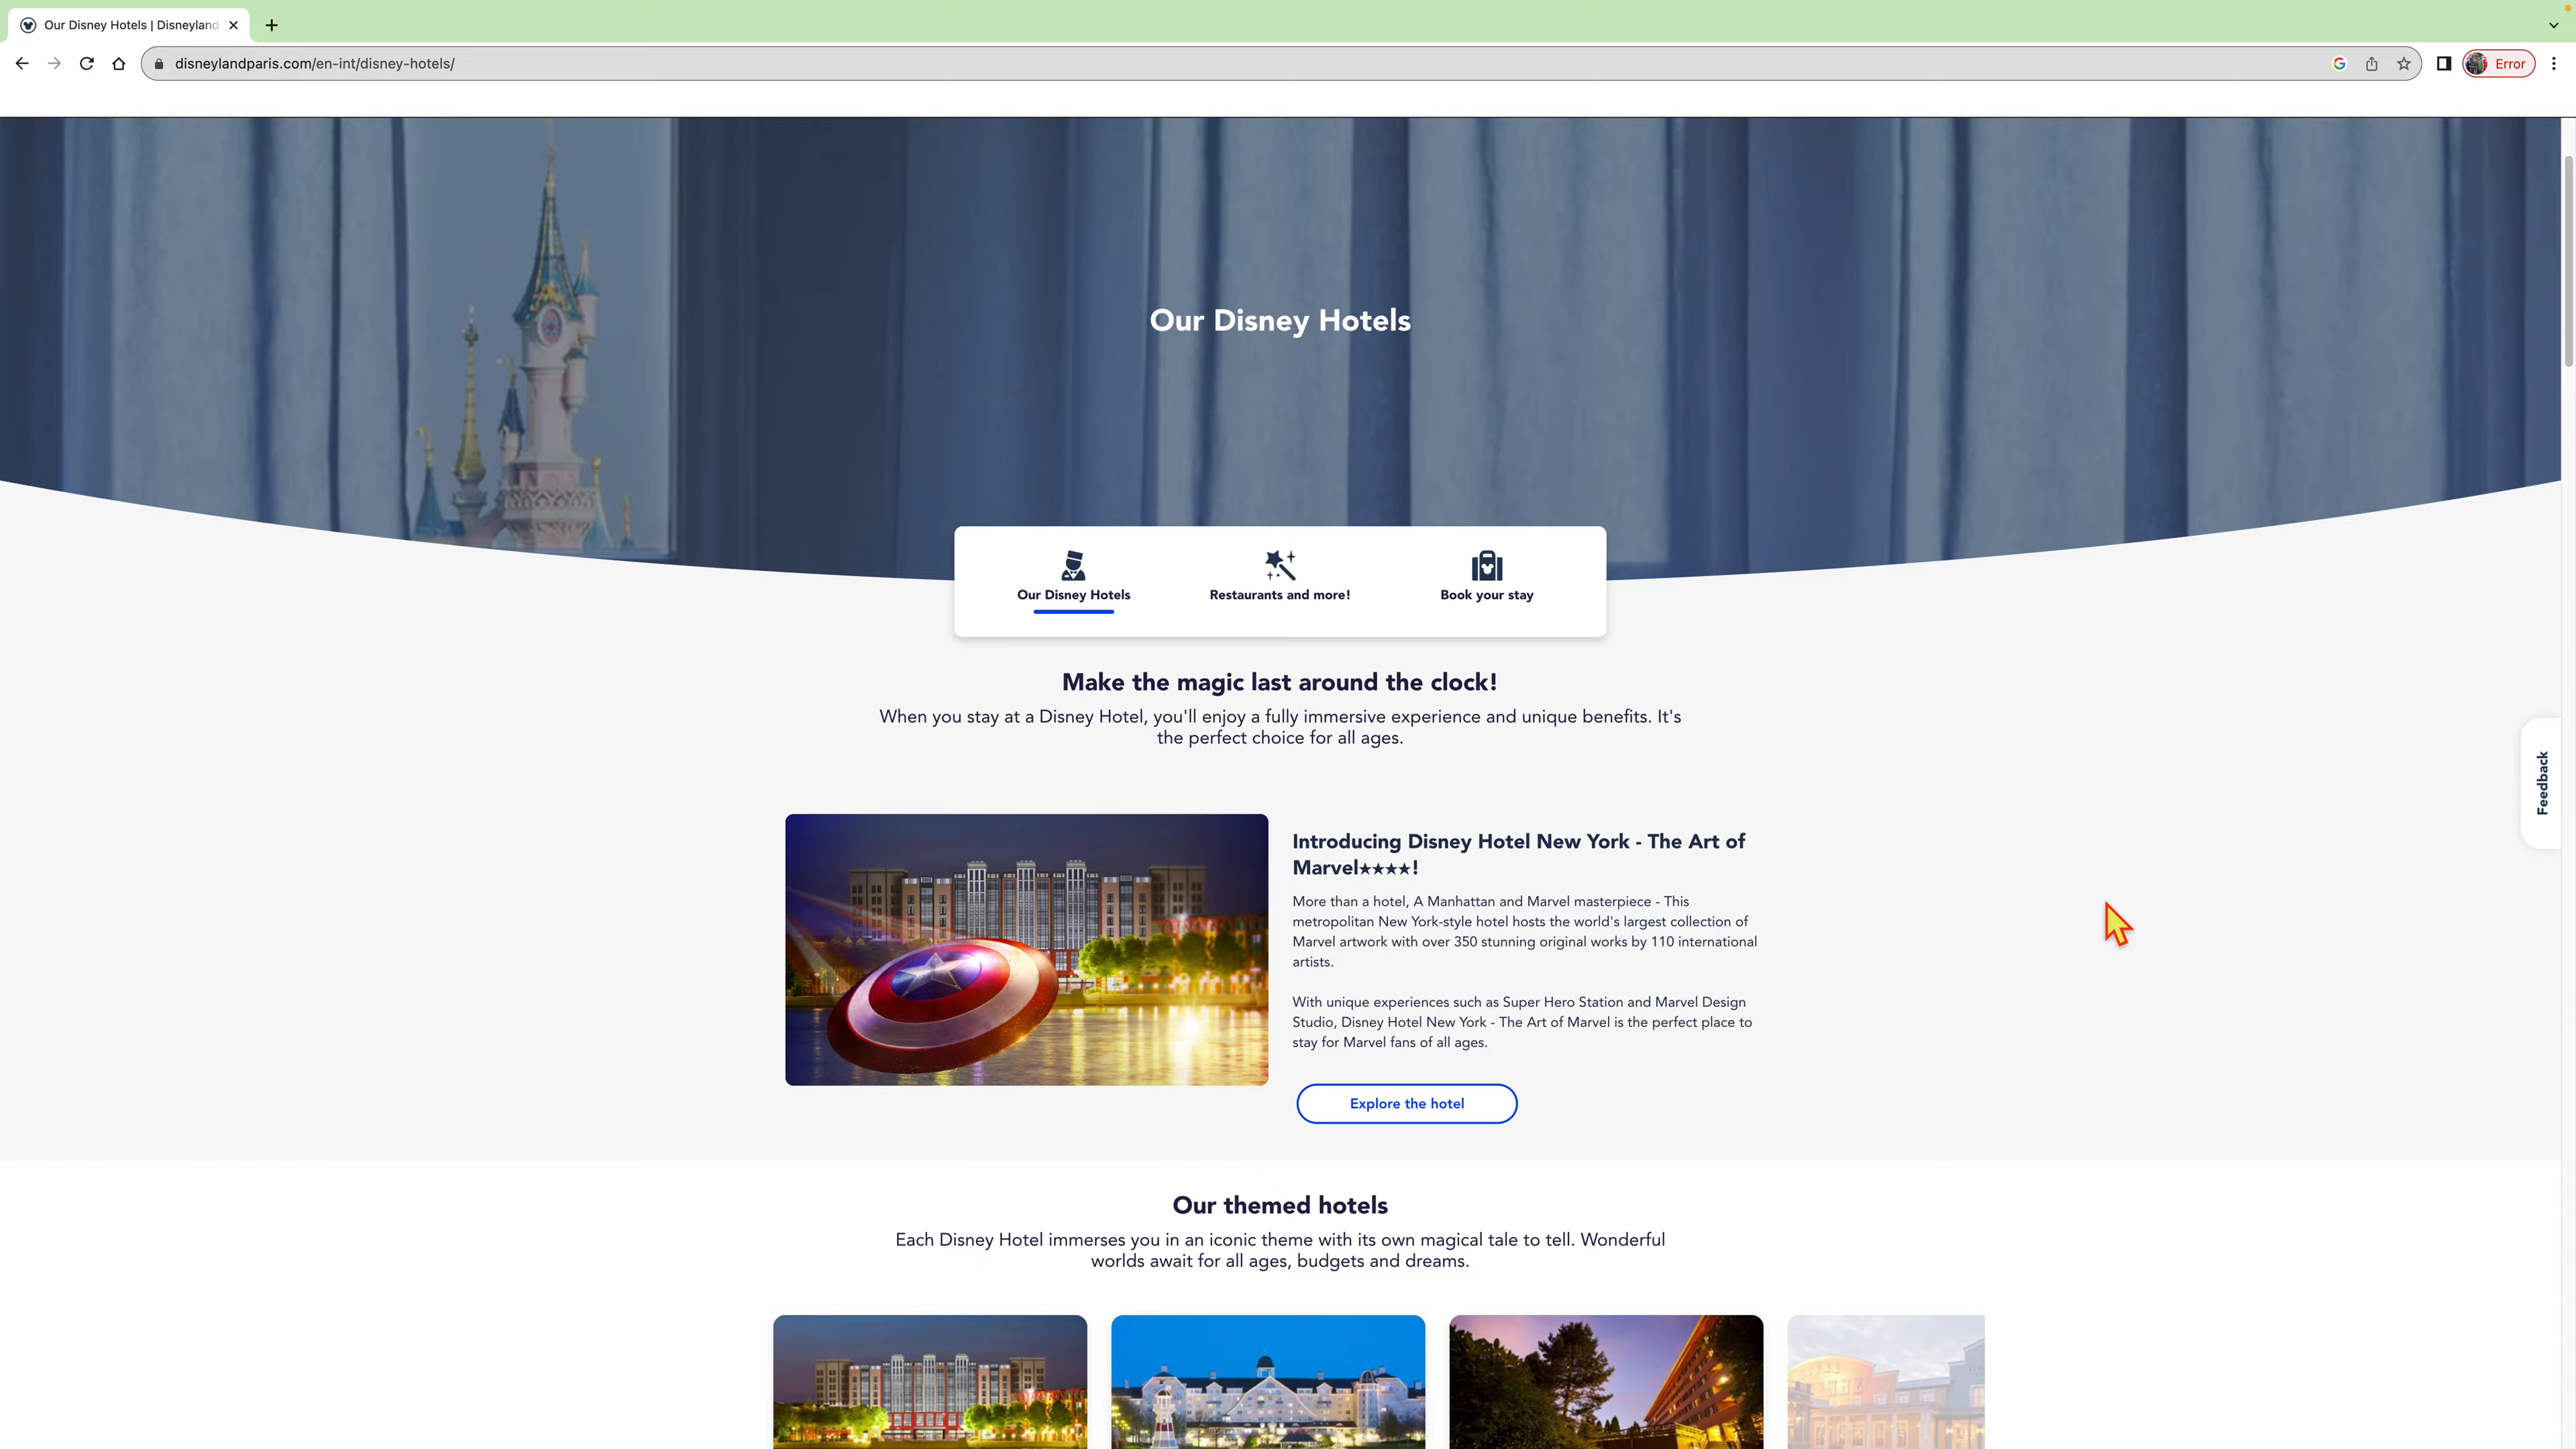 Our Disney Hotels | Disneyland
disneylandparis.com/en-int/disney-hotels/
Error
Our Disney Hotels
Our Disney Hotels
Restaurants and more!
Book your stay
Make the magic last around the clock!
When you stay at a Disney Hotel, you'll enjoy a fully immersive experience and unique benefits. It's
the perfect choice for all ages.
Feedback
Introducing Disney Hotel New York - The Art of
Marvel★★★★!
More than a hotel, A Manhattan and Marvel masterpiece - This
metropolitan New York-style hotel hosts the world's largest collection of
Marvel artwork with over 350 stunning original works by 110 international
artists.
With unique experiences such as Super Hero Station and Marvel Design
Studio, Disney Hotel New York - The Art of Marvel is the perfect place to
stay for Marvel fans of all ages.
Explore the hotel
Our themed hotels
Each Disney Hotel immerses you in an iconic theme with its own magical tale to tell. Wonderful
worlds await for all ages, budgets and dreams.